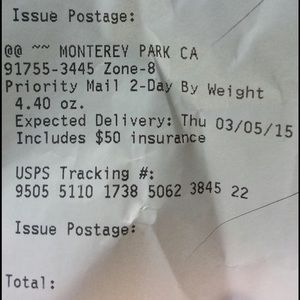 Issue Postage:
@@ ~~ MONTEREY PARK CA
91755-3445 Zone-8
Priority Mail 2-Day By Weight
4.40 oz.
Expected Delivery: Thu 03/05/15
Includes $50 insurance
USPS Tracking #:
9505 5110 1738 5062 3845 22
Issue Postage:
Total: